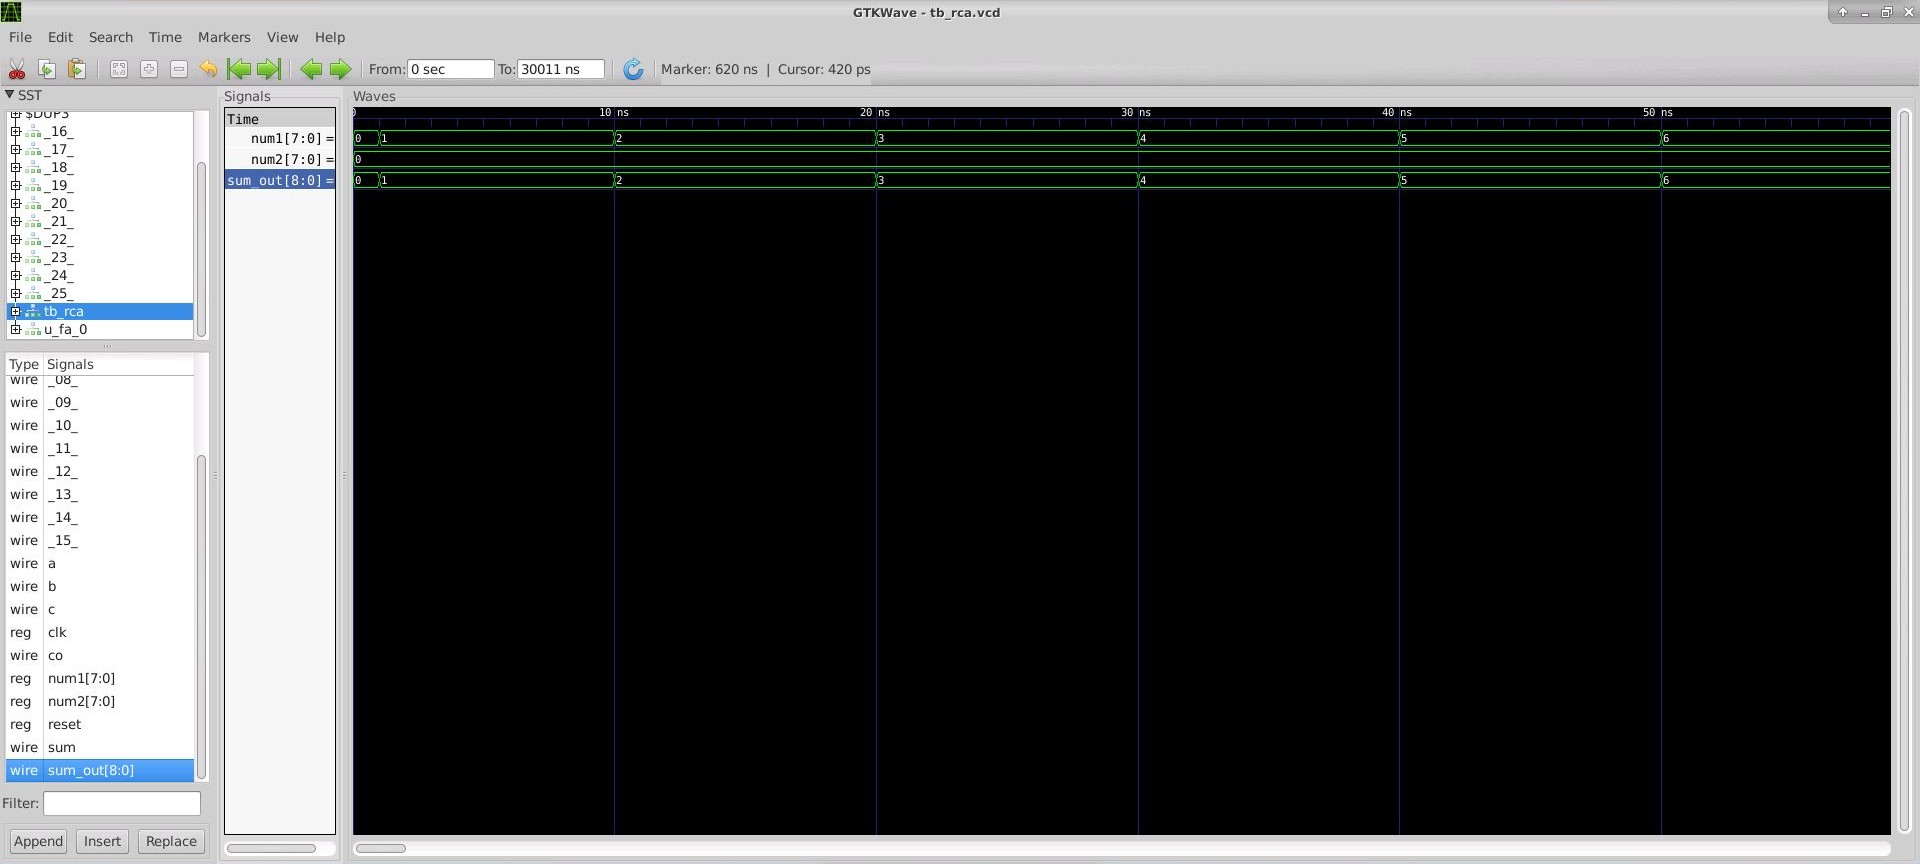 GTKWave - tb_rca.vcd
File Edit Search Time Markers View Help
From: 0 sec To: 30011 ns Marker: 620 ns | Cursor: 420 ps
SST
$DUP3
_16_
_17_
_18_
_19_
_20_
_21_
_22_
_23_
_24_
_25_
tb_rca
u_fa_0
Type Signals
wire _08_
wire _09_
wire _10_
wire _11_
wire _12_
wire _13_
wire _14_
wire _15_
wire a
wire b
wire c
reg clk
wire co
reg num1[7:0]
reg num2[7:0]
reg reset
wire sum
wire sum_out[8:0]
Filter:
Append Insert Replace
Signals
Time
num1[7:0] =
num2[7:0] =
sum_out[8:0] =
Waves
0 10 ns 20 ns 30 ns 40 ns 50 ns
0 1 2 3 4 5 6
0
0 1 2 3 4 5 6